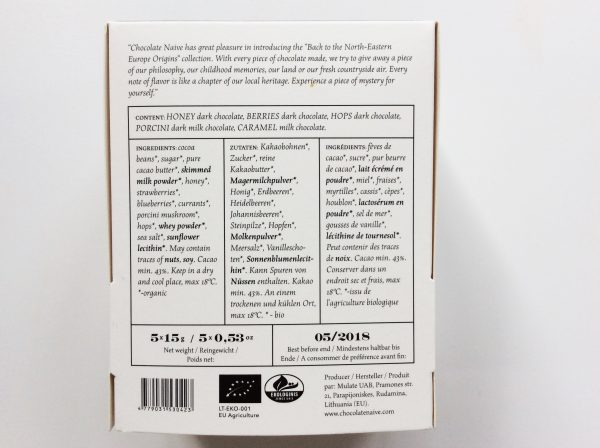 "Chocolate Naive has great pleasure in introducing the "Back to the North-Eastern
Europe Origins" collection. With every piece of chocolate made, we try to give away a piece
of our philosophy, our childhood memories, our land or our fresh countryside air. Every
note of flavor is like a chapter of our local heritage. Experience a piece of mystery for
yourself."
CONTENT: HONEY dark chocolate, BERRIES dark chocolate, HOPS dark chocolate,
PORCINI dark milk chocolate, CARAMEL milk chocolate.
INGREDIENTS: cocoa
beans*, sugar*, pure
cacao butter*, skimmed
milk powder*, honey*,
strawberries*,
blueberries*, currants*,
porcini mushroom*,
hops*, whey powder*,
sea salt*, sunflower
lecithin*. May contain
traces of nuts, soy. Cacao
min. 43%. Keep in a dry
and cool place, max 18°C.
*-organic
ZUTATEN: Kakaobohnen*,
Zucker*, reine
Kakaobutter*,
Magermilchpulver*,
Honig*, Erdbeeren*,
Heidelbeeren*,
Johannisbeeren*,
Steinpilze*, Hopfen*,
Molkenpulver*,
Meersalz*, Vanillescho-
ten*, Sonnenblumenlecit-
hin*. Kann Spuren von
Nüssen enthalten. Kakao
min. 43%. An einem
trockenen und kühlen Ort,
max 18°C. * - bio
INGRÉDIENTS: fèves de
cacao*, sucre*, pur beurre
de cacao*, lait écrémé en
poudre*, miel*, fraises*,
myrtilles*, cassis*, cèpes*,
houblon*, lactosérum en
poudre*, sel de mer*,
gousses de vanille*,
lécithine de tournesol*.
Peut contenir des traces
de noix. Cacao min. 43%.
Conserver dans un
endroit sec et frais, max
18°C. *-issu de
l'agriculture biologique
5×15g / 5×0,53oz
Net weight / Reingewicht /
Poids net:
05/2018
Best before end / Mindestens haltbar bis
Ende / A consommer de préférence avant fin:
4 779031 530423
LT-EKO-001
EU Agriculture
EKOLOGINIS
Producer / Hersteller / Produit
par: Mulate UAB, Pramones str.
21, Parapijoniskes, Rudamina,
Lithuania (EU).
www.chocolatenaive.com